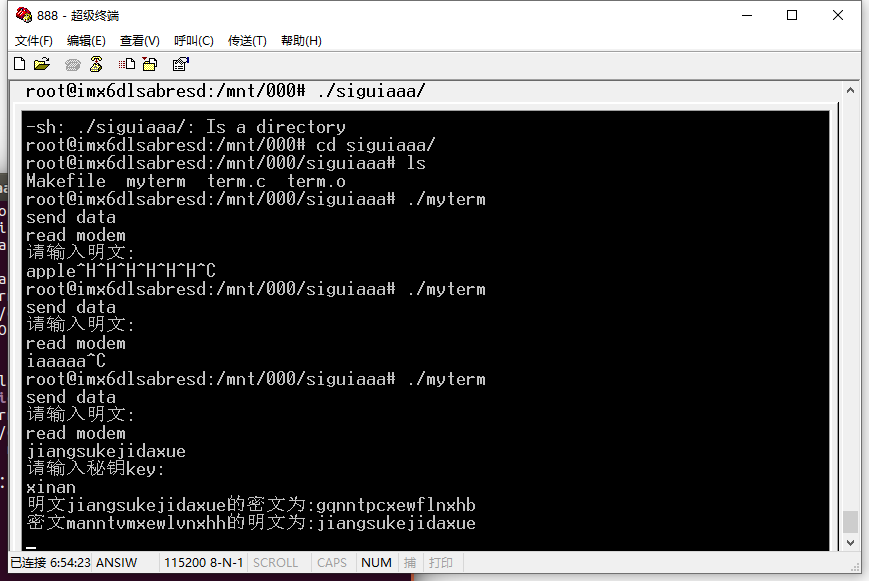 888 - 超级终端
文件(F) 编辑(E) 查看(V) 呼叫(C) 传送(T) 帮助(H)
root@imx6dlsabresd:/mnt/000# ./siguiaaa/
-sh: ./siguiaaa/: Is a directory
root@imx6dlsabresd:/mnt/000# cd siguiaaa/
root@imx6dlsabresd:/mnt/000/siguiaaa# ls
Makefile myterm term.c term.o
root@imx6dlsabresd:/mnt/000/siguiaaa# ./myterm
send data
read modem
请输入明文:
apple^H^H^H^H^H^H^C
root@imx6dlsabresd:/mnt/000/siguiaaa# ./myterm
send data
请输入明文:
read modem
iaaaaa^C
root@imx6dlsabresd:/mnt/000/siguiaaa# ./myterm
send data
请输入明文:
read modem
jiangsukejidaxue
请输入秘钥key:
xinan
明文jiangsukejidaxue的密文为:gqnntpcxewflnxhb
密文manntvmxewlvnxhh的明文为:jiangsukejidaxue
已连接 6:54:23 ANSIW 115200 8-N-1 SCROLL CAPS NUM 捕 打印